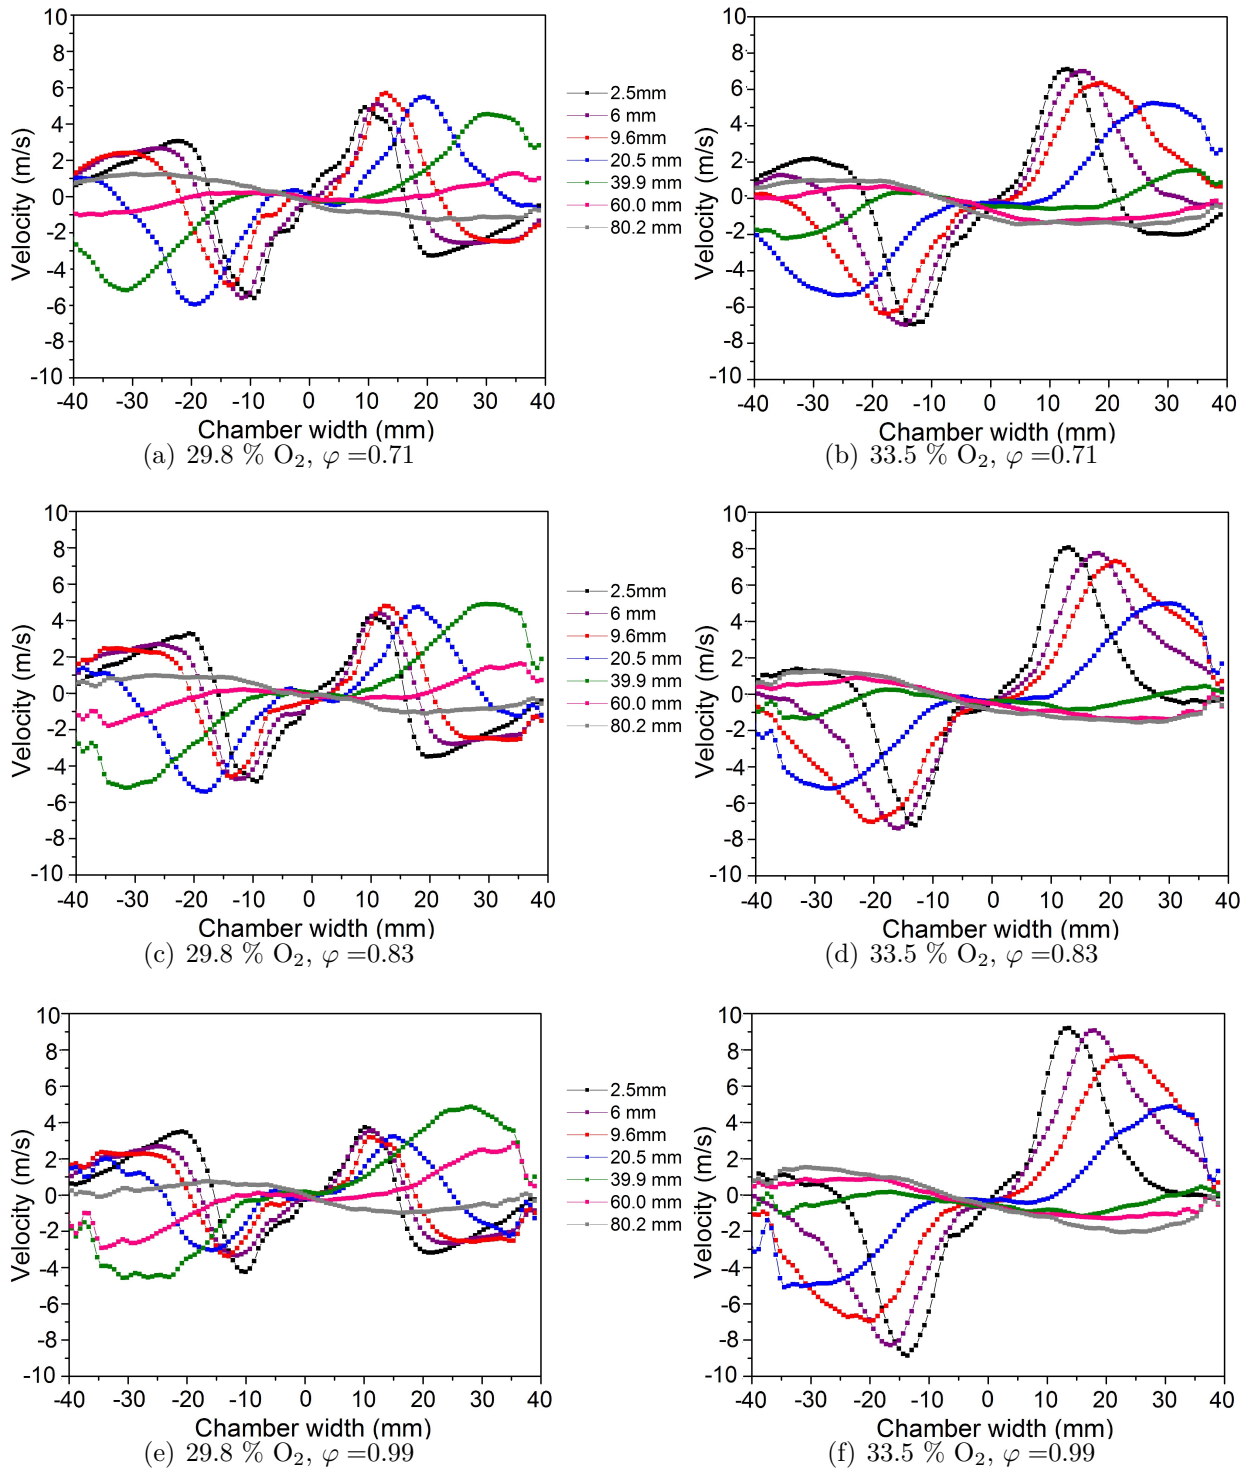 10
8
6
4
2
0
-2
-4
-6
-8
-10
Velocity (m/s)
-40 -30 -20 -10 0 10 20 30 40
Chamber width (mm)
(a) 29.8 % O₂, φ =0.71
2.5mm
6 mm
9.6mm
20.5 mm
39.9 mm
60.0 mm
80.2 mm
10
8
6
4
2
0
-2
-4
-6
-8
-10
Velocity (m/s)
-40 -30 -20 -10 0 10 20 30 40
Chamber width (mm)
(b) 33.5 % O₂, φ =0.71
10
8
6
4
2
0
-2
-4
-6
-8
-10
Velocity (m/s)
-40 -30 -20 -10 0 10 20 30 40
Chamber width (mm)
(c) 29.8 % O₂, φ =0.83
2.5mm
6 mm
9.6mm
20.5 mm
39.9 mm
60.0 mm
80.2 mm
10
8
6
4
2
0
-2
-4
-6
-8
-10
Velocity (m/s)
-40 -30 -20 -10 0 10 20 30 40
Chamber width (mm)
(d) 33.5 % O₂, φ =0.83
10
8
6
4
2
0
-2
-4
-6
-8
-10
Velocity (m/s)
-40 -30 -20 -10 0 10 20 30 40
Chamber width (mm)
(e) 29.8 % O₂, φ =0.99
2.5mm
6 mm
9.6mm
20.5 mm
39.9 mm
60.0 mm
80.2 mm
10
8
6
4
2
0
-2
-4
-6
-8
-10
Velocity (m/s)
-40 -30 -20 -10 0 10 20 30 40
Chamber width (mm)
(f) 33.5 % O₂, φ =0.99